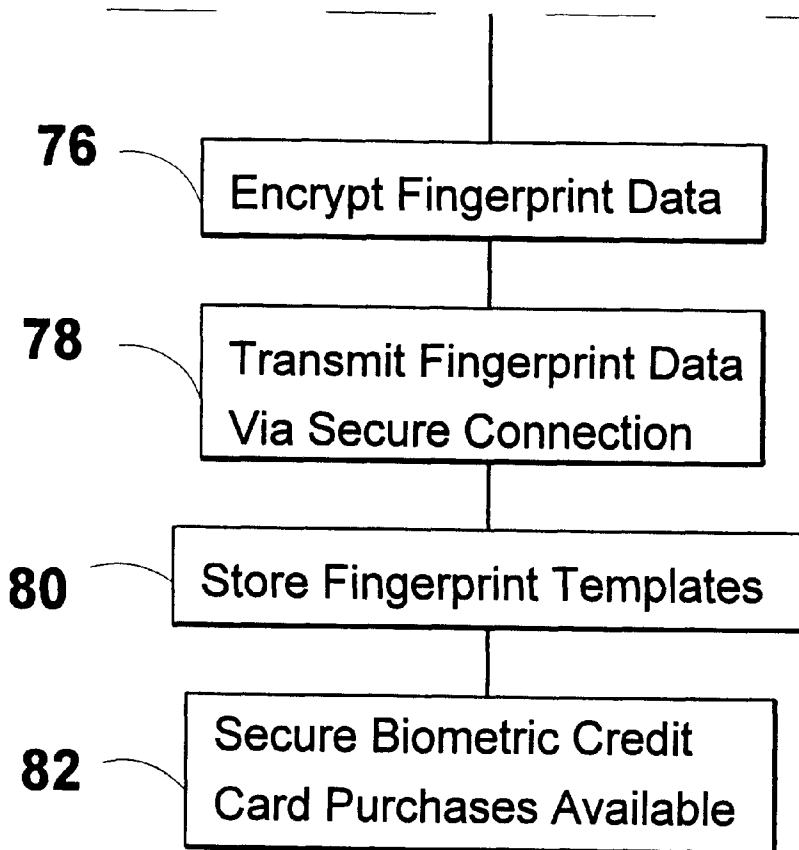 76
Encrypt Fingerprint Data
78
Transmit Fingerprint Data
Via Secure Connection
80
Store Fingerprint Templates
82
Secure Biometric Credit
Card Purchases Available